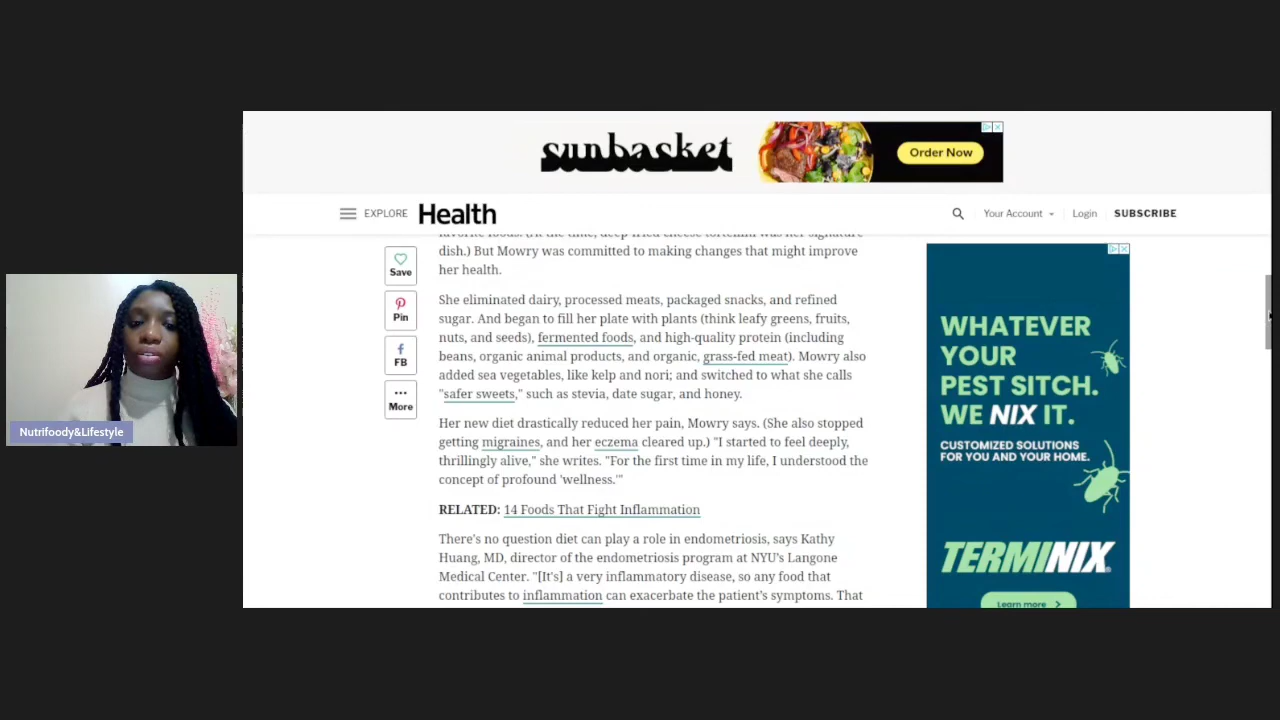 sunbasket
Order Now
EXPLORE
Health
Your Account
Login
SUBSCRIBE
dish.) But Mowry was committed to making changes that might improve
her health.
She eliminated dairy, processed meats, packaged snacks, and refined
sugar. And began to fill her plate with plants (think leafy greens, fruits,
nuts, and seeds), fermented foods, and high-quality protein (including
beans, organic animal products, and organic, grass-fed meat). Mowry also
added sea vegetables, like kelp and nori; and switched to what she calls
"safer sweets," such as stevia, date sugar, and honey.
Her new diet drastically reduced her pain, Mowry says. (She also stopped
getting migraines, and her eczema cleared up.) "I started to feel deeply,
thrillingly alive," she writes. "For the first time in my life, I understood the
concept of profound 'wellness.'"
RELATED: 14 Foods That Fight Inflammation
There's no question diet can play a role in endometriosis, says Kathy
Huang, MD, director of the endometriosis program at NYU's Langone
Medical Center. "[It's] a very inflammatory disease, so any food that
contributes to inflammation can exacerbate the patient's symptoms. That
Save
Pin
FB
More
WHATEVER
YOUR
PEST SITCH.
WE NIX IT.
CUSTOMIZED SOLUTIONS
FOR YOU AND YOUR HOME.
TERMINIX
Learn more
Nutrifoody&Lifestyle